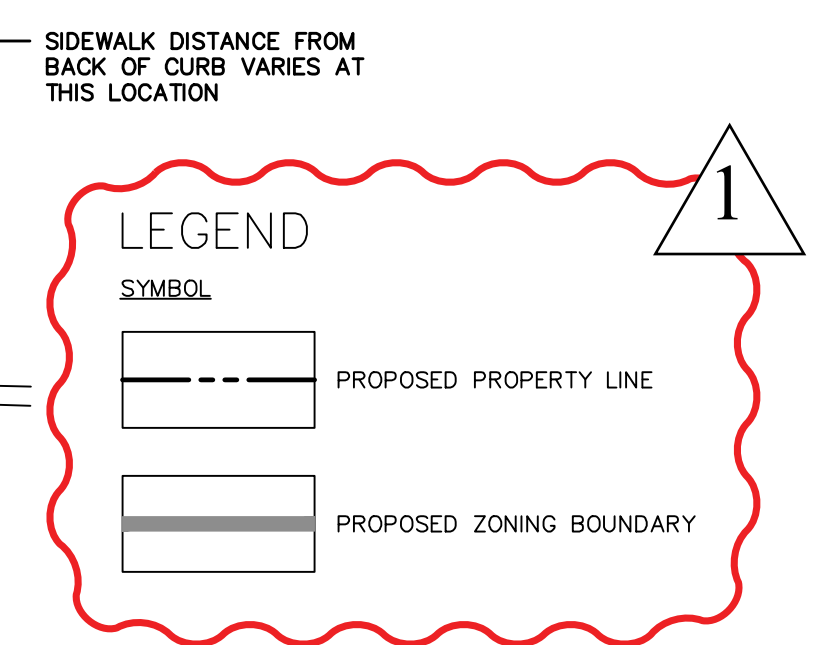 SIDEWALK DISTANCE FROM
BACK OF CURB VARIES AT
THIS LOCATION
1
LEGEND
SYMBOL
PROPOSED PROPERTY LINE
PROPOSED ZONING BOUNDARY